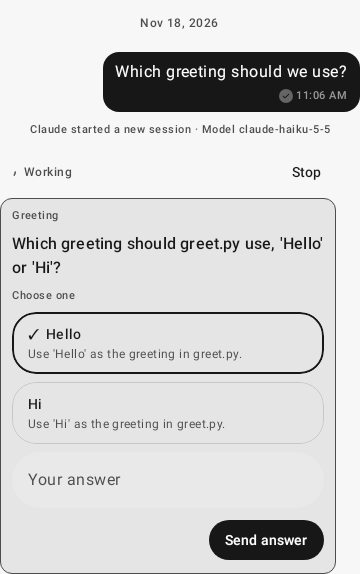 Nov 18, 2026
Which greeting should we use?
11:06 AM
Claude started a new session · Model claude-haiku-5-5
Working
Stop
Greeting
Which greeting should greet.py use, 'Hello'
or 'Hi'?
Choose one
✓ Hello
Use 'Hello' as the greeting in greet.py.
Hi
Use 'Hi' as the greeting in greet.py.
Your answer
Send answer